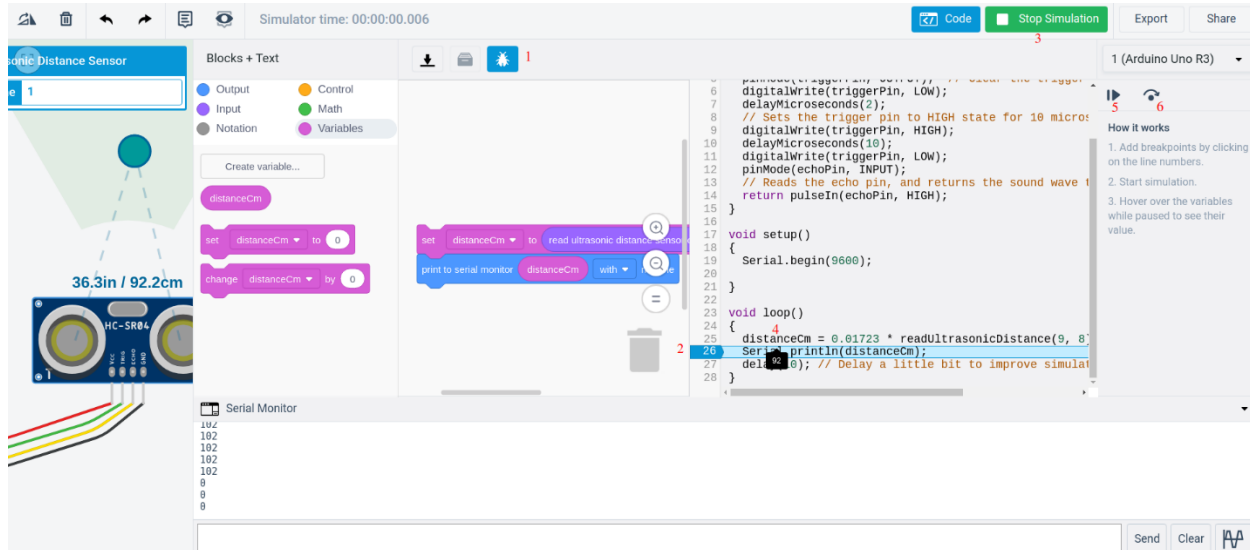 Simulator time: 00:00:00.006
Code
Stop Simulation
Export
Share
3
sonic Distance Sensor
1
Blocks + Text
1
1 (Arduino Uno R3)
Output
Control
Input
Math
Notation
Variables
Create variable...
distanceCm
set distanceCm to 0
change distanceCm by 0
set distanceCm to read ultrasonic distance sensor
print to serial monitor distanceCm with
36.3in / 92.2cm
HC-SR04
VCC
TRIG
ECHO
GND
T
2
6 digitalWrite(triggerPin, LOW);
7 delayMicroseconds(2);
8 // Sets the trigger pin to HIGH state for 10 micros
9 digitalWrite(triggerPin, HIGH);
10 delayMicroseconds(10);
11 digitalWrite(triggerPin, LOW);
12 pinMode(echoPin, INPUT);
13 // Reads the echo pin, and returns the sound wave t
14 return pulseIn(echoPin, HIGH);
15 }
16
17 void setup()
18 {
19 Serial.begin(9600);
20
21 }
22
23 void loop()
24 {
4
25 distanceCm = 0.01723 * readUltrasonicDistance(9, 8)
26 Serial.println(distanceCm);
92
27 delay(10); // Delay a little bit to improve simulat
28 }
5
6
How it works
1. Add breakpoints by clicking
on the line numbers.
2. Start simulation.
3. Hover over the variables
while paused to see their
value.
Serial Monitor
102
102
102
102
102
0
0
0
Send
Clear